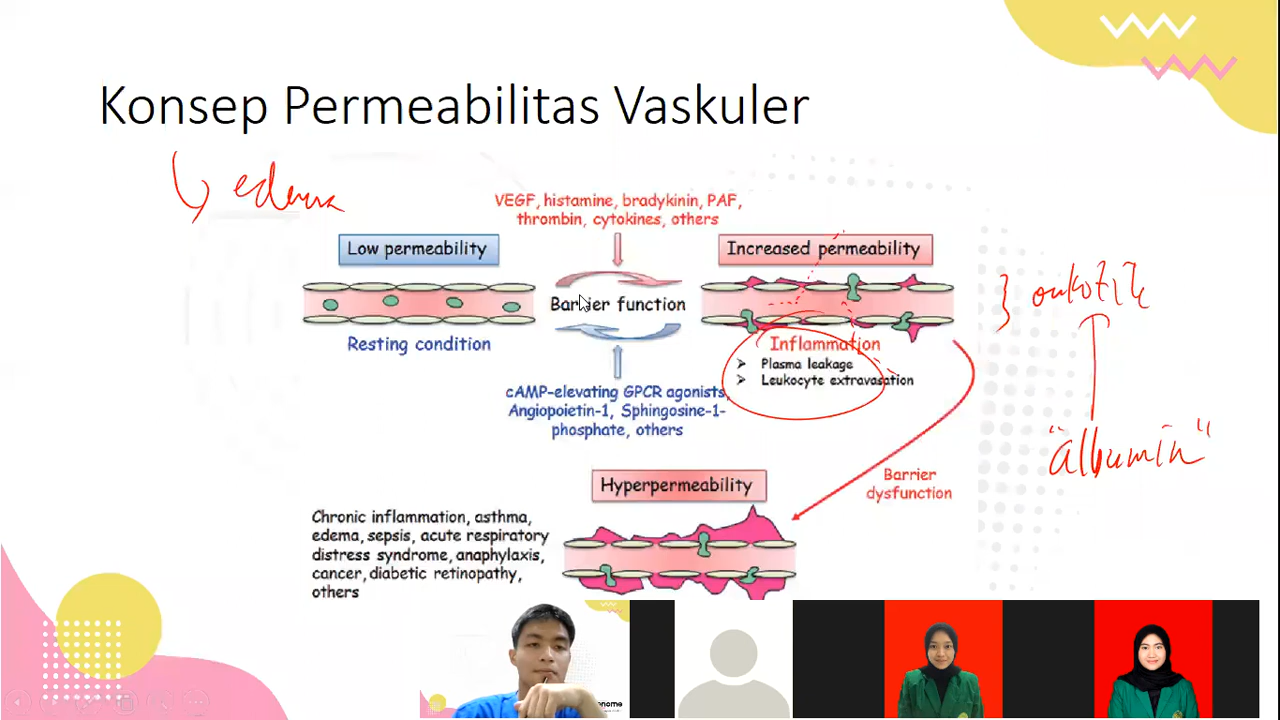 Konsep Permeabilitas Vaskuler
edema
VEGF, histamine, bradykinin, PAF,
thrombin, cytokines, others
Low permeability
Increased permeability
Barrier function
onkotik
Resting condition
Inflammation
➢ Plasma leakage
➢ Leukocyte extravasation
cAMP-elevating GPCR agonists,
Angiopoietin-1, Sphingosine-1-
phosphate, others
"albumin"
Barrier
dysfunction
Hyperpermeability
Chronic inflammation, asthma,
edema, sepsis, acute respiratory
distress syndrome, anaphylaxis,
cancer, diabetic retinopathy,
others